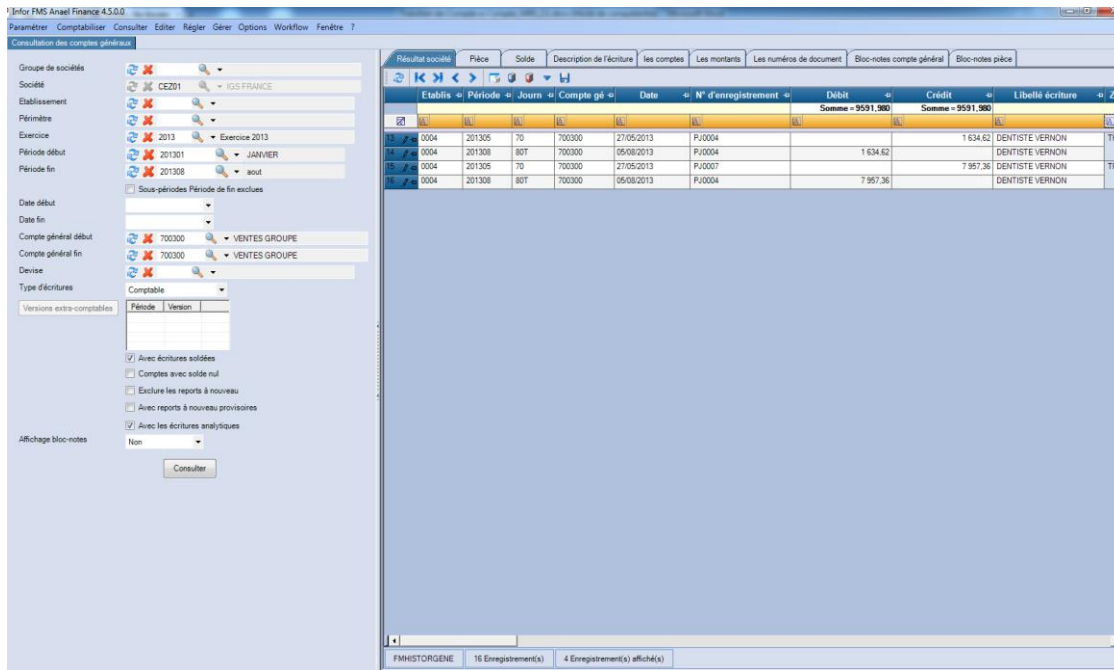 Infor FMS Anael Finance 4.5.0.0
Paramétrer Comptabiliser Consulter Editer Régler Gérer Options Workflow Fenêtre ?
Consultation des comptes généraux
Groupe de sociétés
Société CEZ01 IGS FRANCE
Etablissement
Périmètre
Exercice 2013 Exercice 2013
Période début 201301 JANVIER
Période fin 201308 aout
Sous-périodes Période de fin exclues
Date début
Date fin
Compte général début 700300 VENTES GROUPE
Compte général fin 700300 VENTES GROUPE
Devise
Type d'écritures Comptable
Versions extra-comptables Période Version
Avec écritures soldées
Comptes avec solde nul
Exclure les reports à nouveau
Avec reports à nouveau provisoires
Avec les écritures analytiques
Affichage bloc-notes Non
Consulter
Résultat société Pièce Solde Description de l'écriture les comptes Les montants Les numéros de document Bloc-notes compte général Bloc-notes pièce
Etablis Période Journ Compte gé Date N° d'enregistrement Débit Crédit Libellé écriture
Somme = 9591,980 Somme = 9591,980
13 0004 201305 70 700300 27/05/2013 PJ0004 1 634,62 DENTISTE VERNON
14 0004 201308 80T 700300 05/08/2013 PJ0004 1 634,62 DENTISTE VERNON
15 0004 201305 70 700300 27/05/2013 PJ0007 7 957,36 DENTISTE VERNON
16 0004 201308 80T 700300 05/08/2013 PJ0004 7 957,36 DENTISTE VERNON
FMHISTORGENE 16 Enregistrement(s) 4 Enregistrement(s) affiché(s)